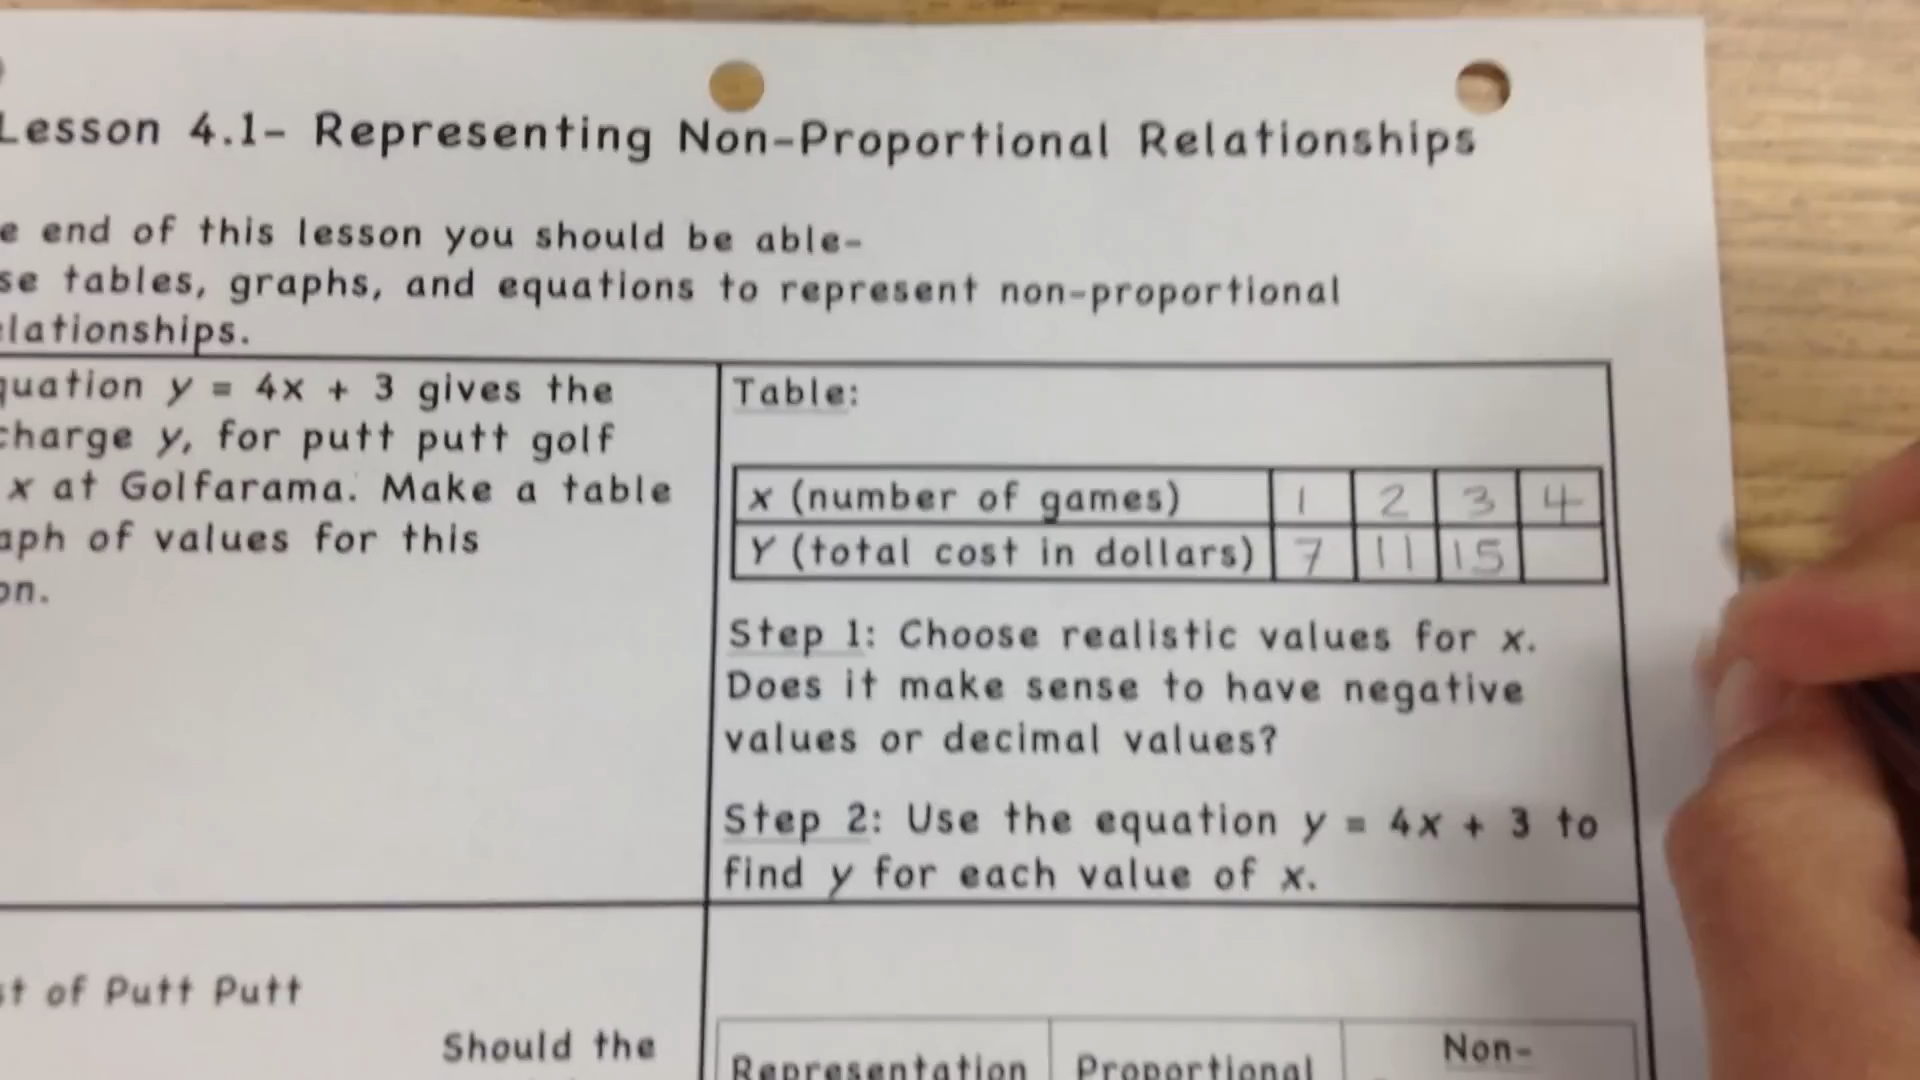 Lesson 4.1- Representing Non-Proportional Relationships
e end of this lesson you should be able-
se tables, graphs, and equations to represent non-proportional
elationships.
quation y = 4x + 3 gives the
charge y, for putt putt golf
x at Golfarama. Make a table
aph of values for this
on.
Table:
x (number of games) 1 2 3 4
Y (total cost in dollars) 7 11 15
Step 1: Choose realistic values for x.
Does it make sense to have negative
values or decimal values?
Step 2: Use the equation y = 4x + 3 to
find y for each value of x.
st of Putt Putt
Should the
Representation Proportional Non-